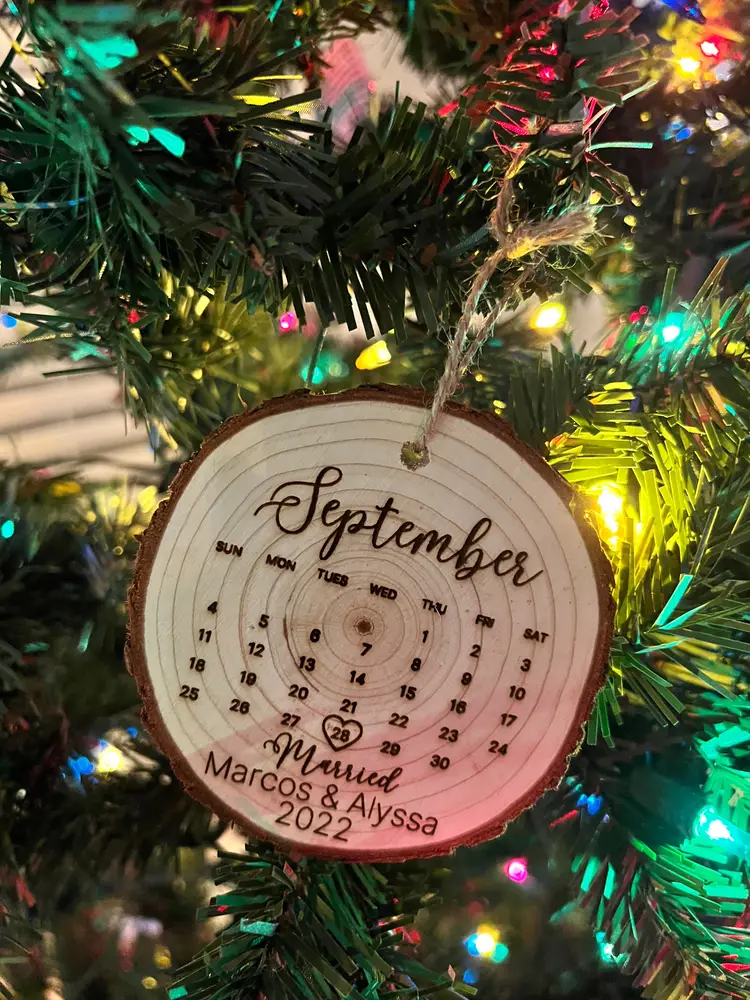 September
SUN MON TUES WED THU FRI SAT
1 2 3
4 5 6 7 8 9 10
11 12 13 14 15 16 17
18 19 20 21 22 23 24
25 26 27 28 29 30
Married
Marcos & Alyssa
2022